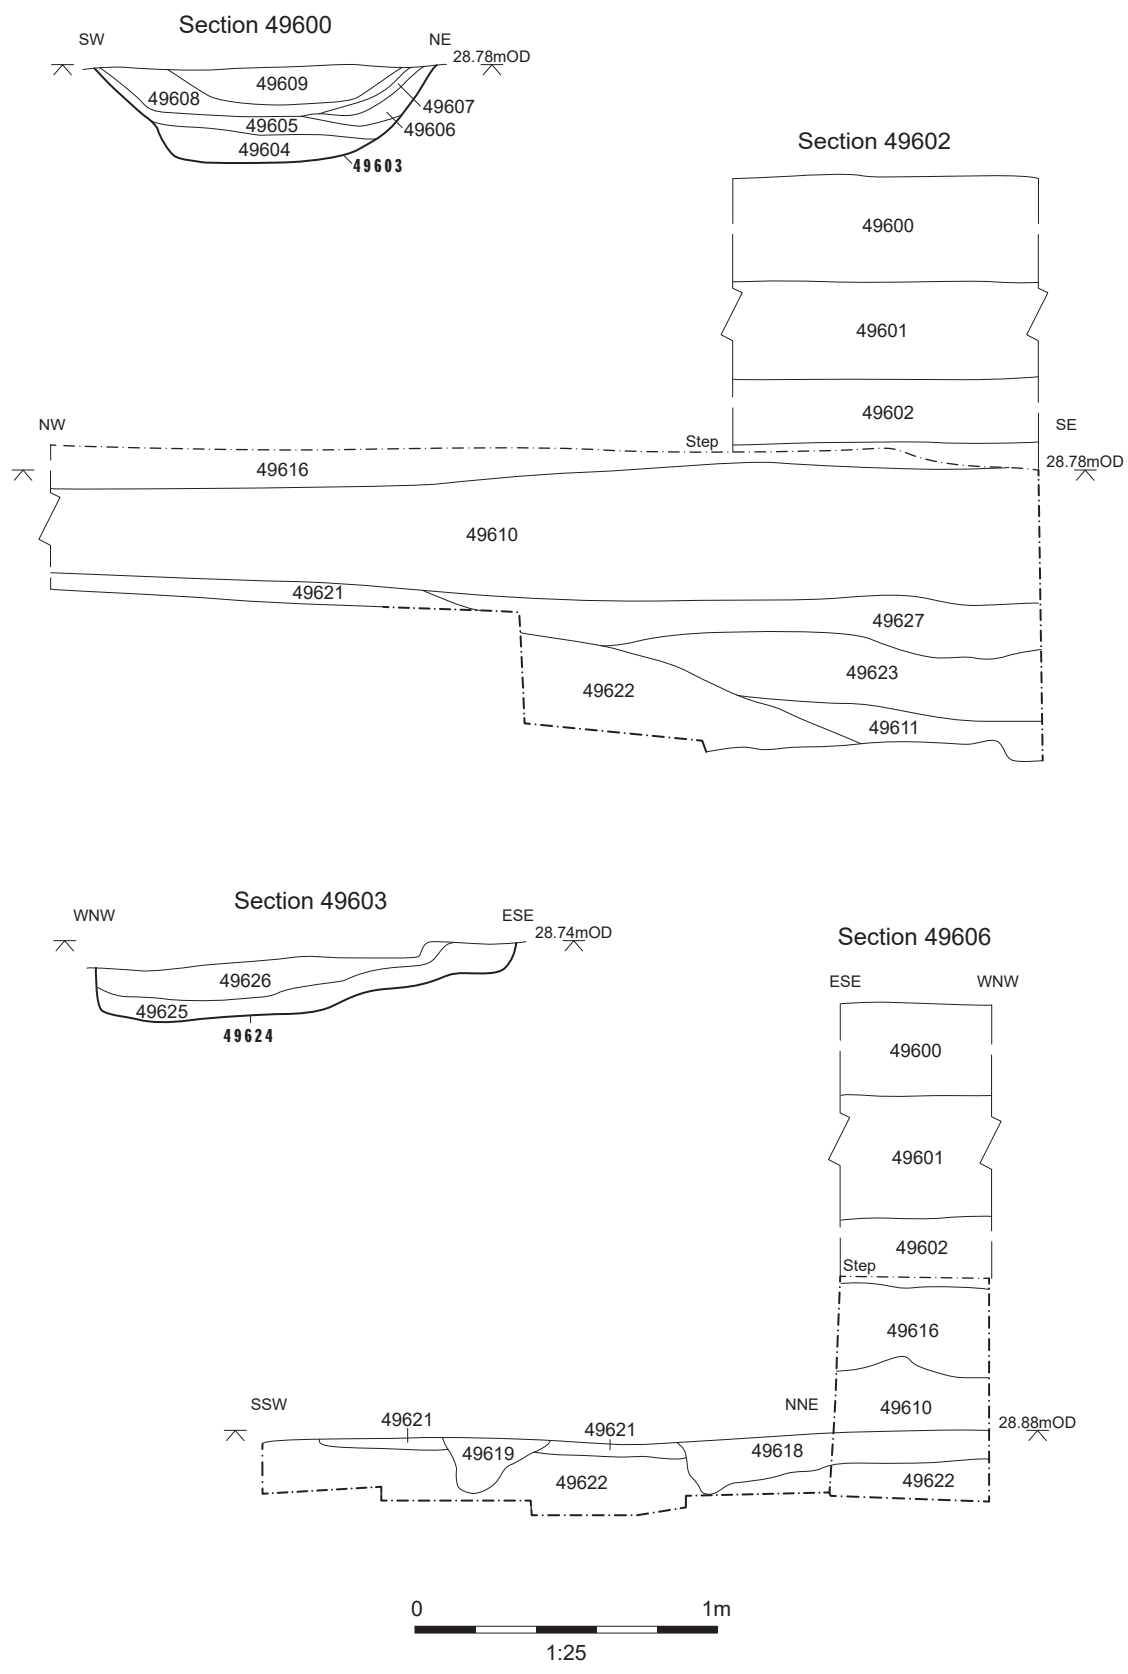 Section 49600
SW NE
28.78mOD
49609
49608
49607
49605 49606
49604
49603
Section 49602
49600
49601
49602
NW SE
Step
28.78mOD
49616
49610
49621
49627
49623
49622
49611
Section 49603
WNW ESE
28.74mOD
49626
49625
49624
Section 49606
ESE WNW
49600
49601
49602
Step
49616
SSW NNE
49610
28.88mOD
49621 49621
49619 49618
49622 49622
0 1m
1:25